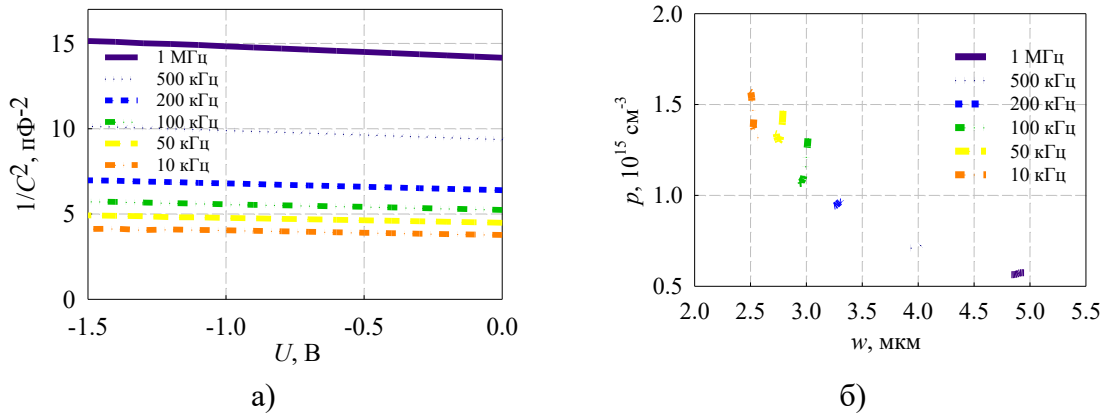 15
10
5
0
1/C², пФ-2
1 МГц
500 кГц
200 кГц
100 кГц
50 кГц
10 кГц
-1.5 -1.0 -0.5 0.0
U, В
а)
1.5
1.0
0.5
p, 10¹⁵ см⁻³
1 МГц
500 кГц
200 кГц
100 кГц
50 кГц
10 кГц
2.0 2.5 3.0 3.5 4.0 4.5 5.0 5.5
w, мкм
б)